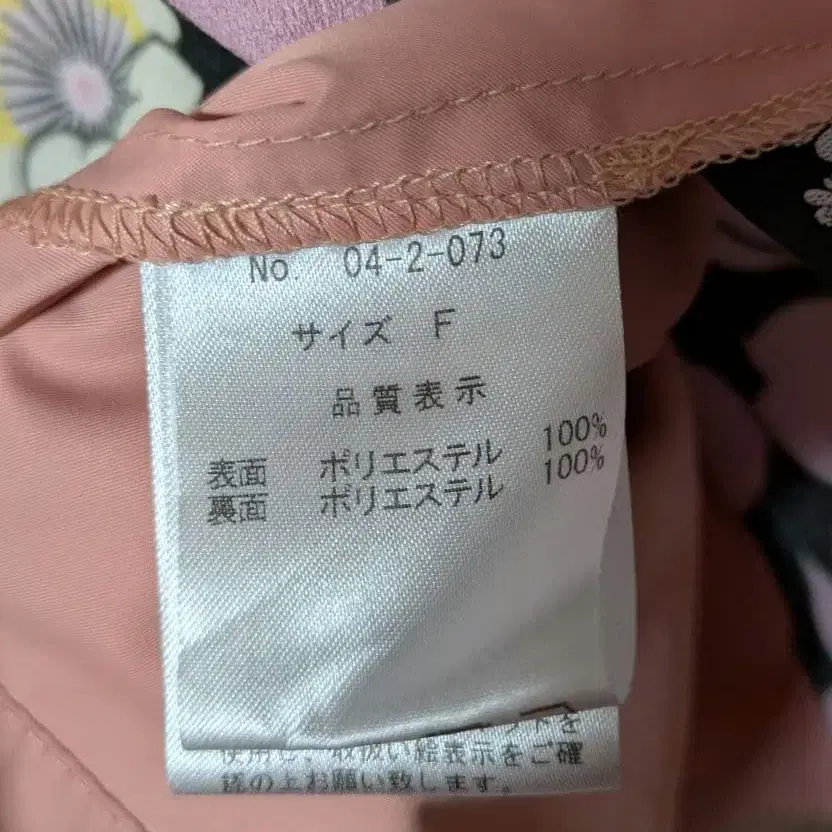 No. 04-2-073
サイズ F
品質表示
表面 ポリエステル 100%
裏面 ポリエステル 100%
使用し、取扱い絵表示をご確
認の上お願い致します。